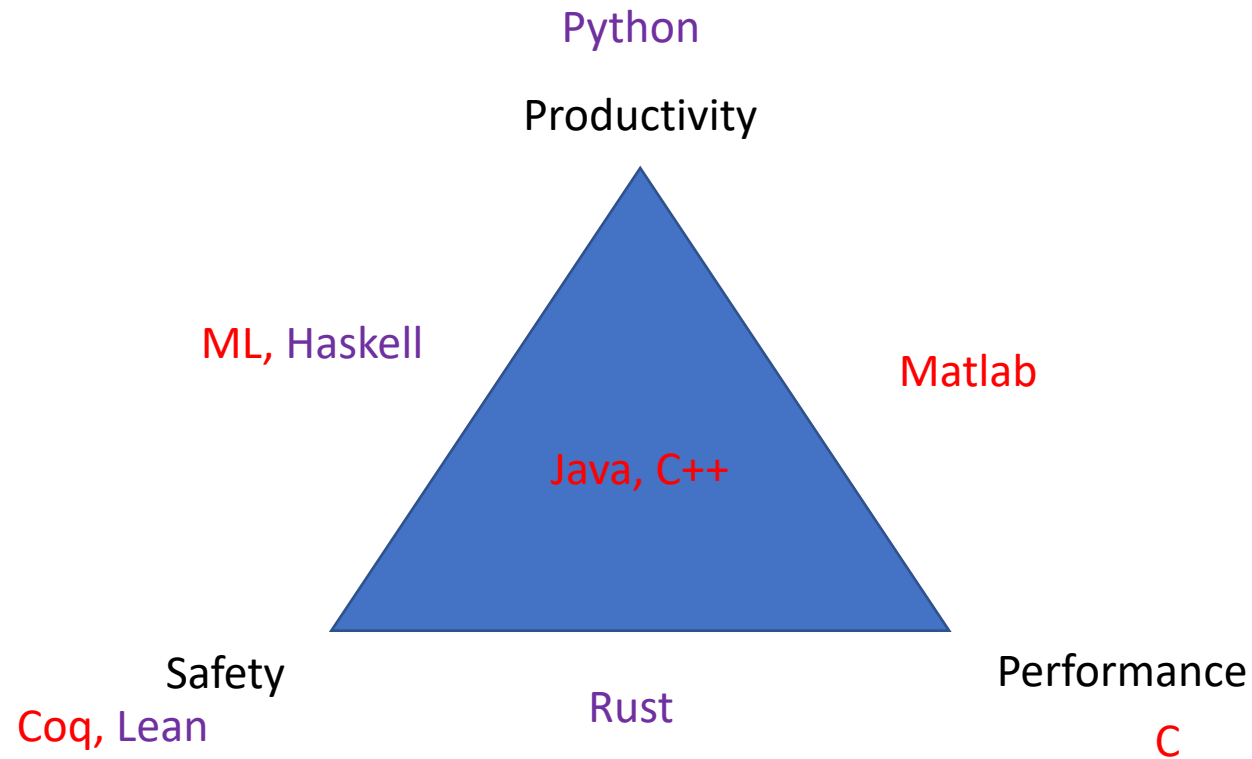 Python
Productivity
ML, Haskell
Matlab
Java, C++
Safety
Performance
Coq, Lean
Rust
C